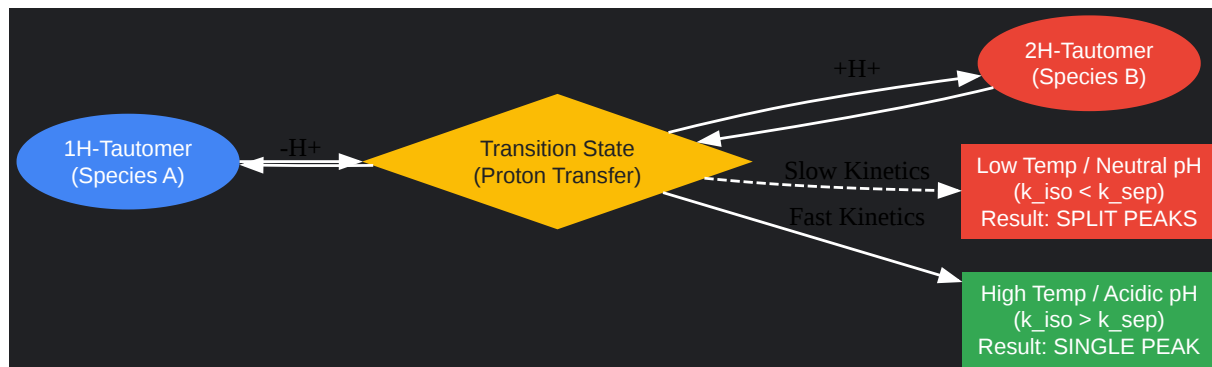 1H-Tautomer
(Species A)
-H+
Transition State
(Proton Transfer)
+H+
2H-Tautomer
(Species B)
Slow Kinetics
Fast Kinetics
Low Temp / Neutral pH
(k_iso < k_sep)
Result: SPLIT PEAKS
High Temp / Acidic pH
(k_iso > k_sep)
Result: SINGLE PEAK